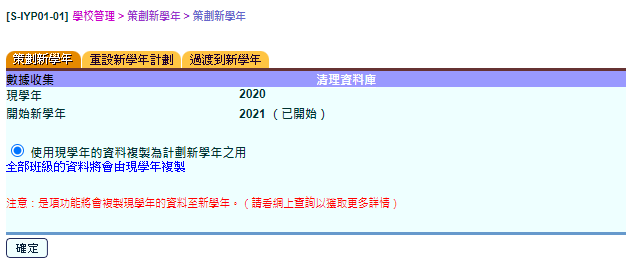 [S-IYP01-01] 學校管理 > 策劃新學年 > 策劃新學年
策劃新學年 重設新學年計劃 過渡到新學年
數據收集 清理資料庫
現學年 2020
開始新學年 2021 （已開始）
使用現學年的資料複製為計劃新學年之用
全部班級的資料將會由現學年複製
注意：是項功能將會複製現學年的資料至新學年。（請看網上查詢以獲取更多詳情）
確定